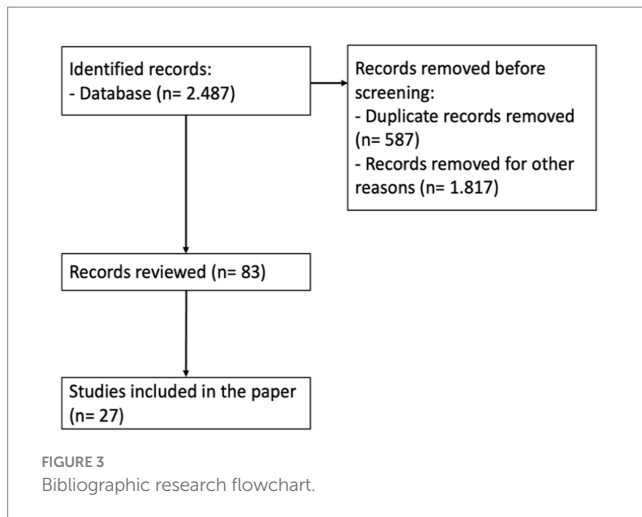 Identified records:
- Database (n= 2.487)
Records removed before
screening:
- Duplicate records removed
(n= 587)
- Records removed for other
reasons (n= 1.817)
Records reviewed (n= 83)
Studies included in the paper
(n= 27)
FIGURE 3
Bibliographic research flowchart.